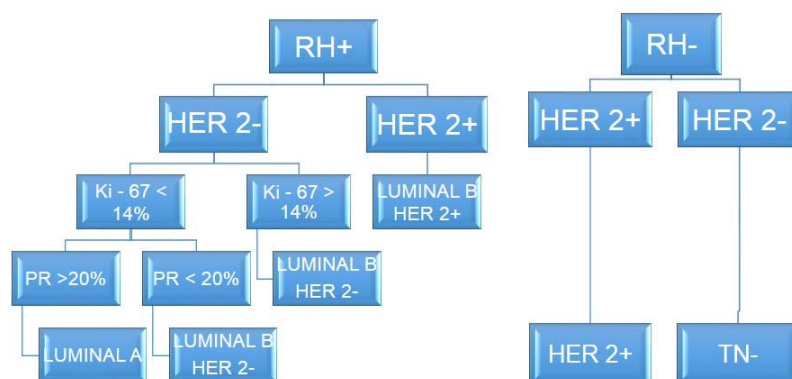 RH+
RH-
HER 2-
HER 2+
HER 2+
HER 2-
Ki - 67 <
14%
Ki - 67 >
14%
LUMINAL B
HER 2+
PR >20%
PR < 20%
LUMINAL B
HER 2-
LUMINAL A
LUMINAL B
HER 2-
HER 2+
TN-